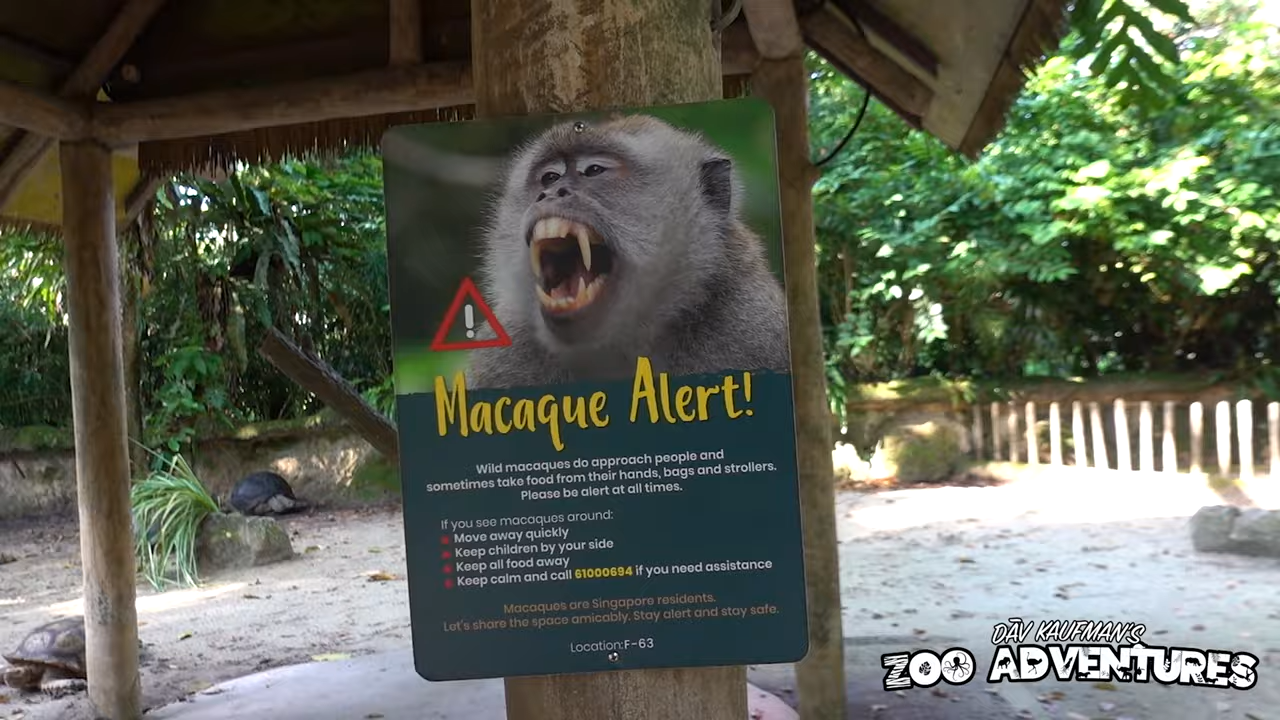 Macaque Alert!
Wild macaques do approach people and
sometimes take food from their hands, bags and strollers.
Please be alert at all times.
If you see macaques around:
Move away quickly
Keep children by your side
Keep all food away
Keep calm and call 61000694 if you need assistance
Macaques are Singapore residents.
Let's share the space amicably. Stay alert and stay safe.
Location:F-63
DĀV KAUFMAN'S
ZOO ADVENTURES